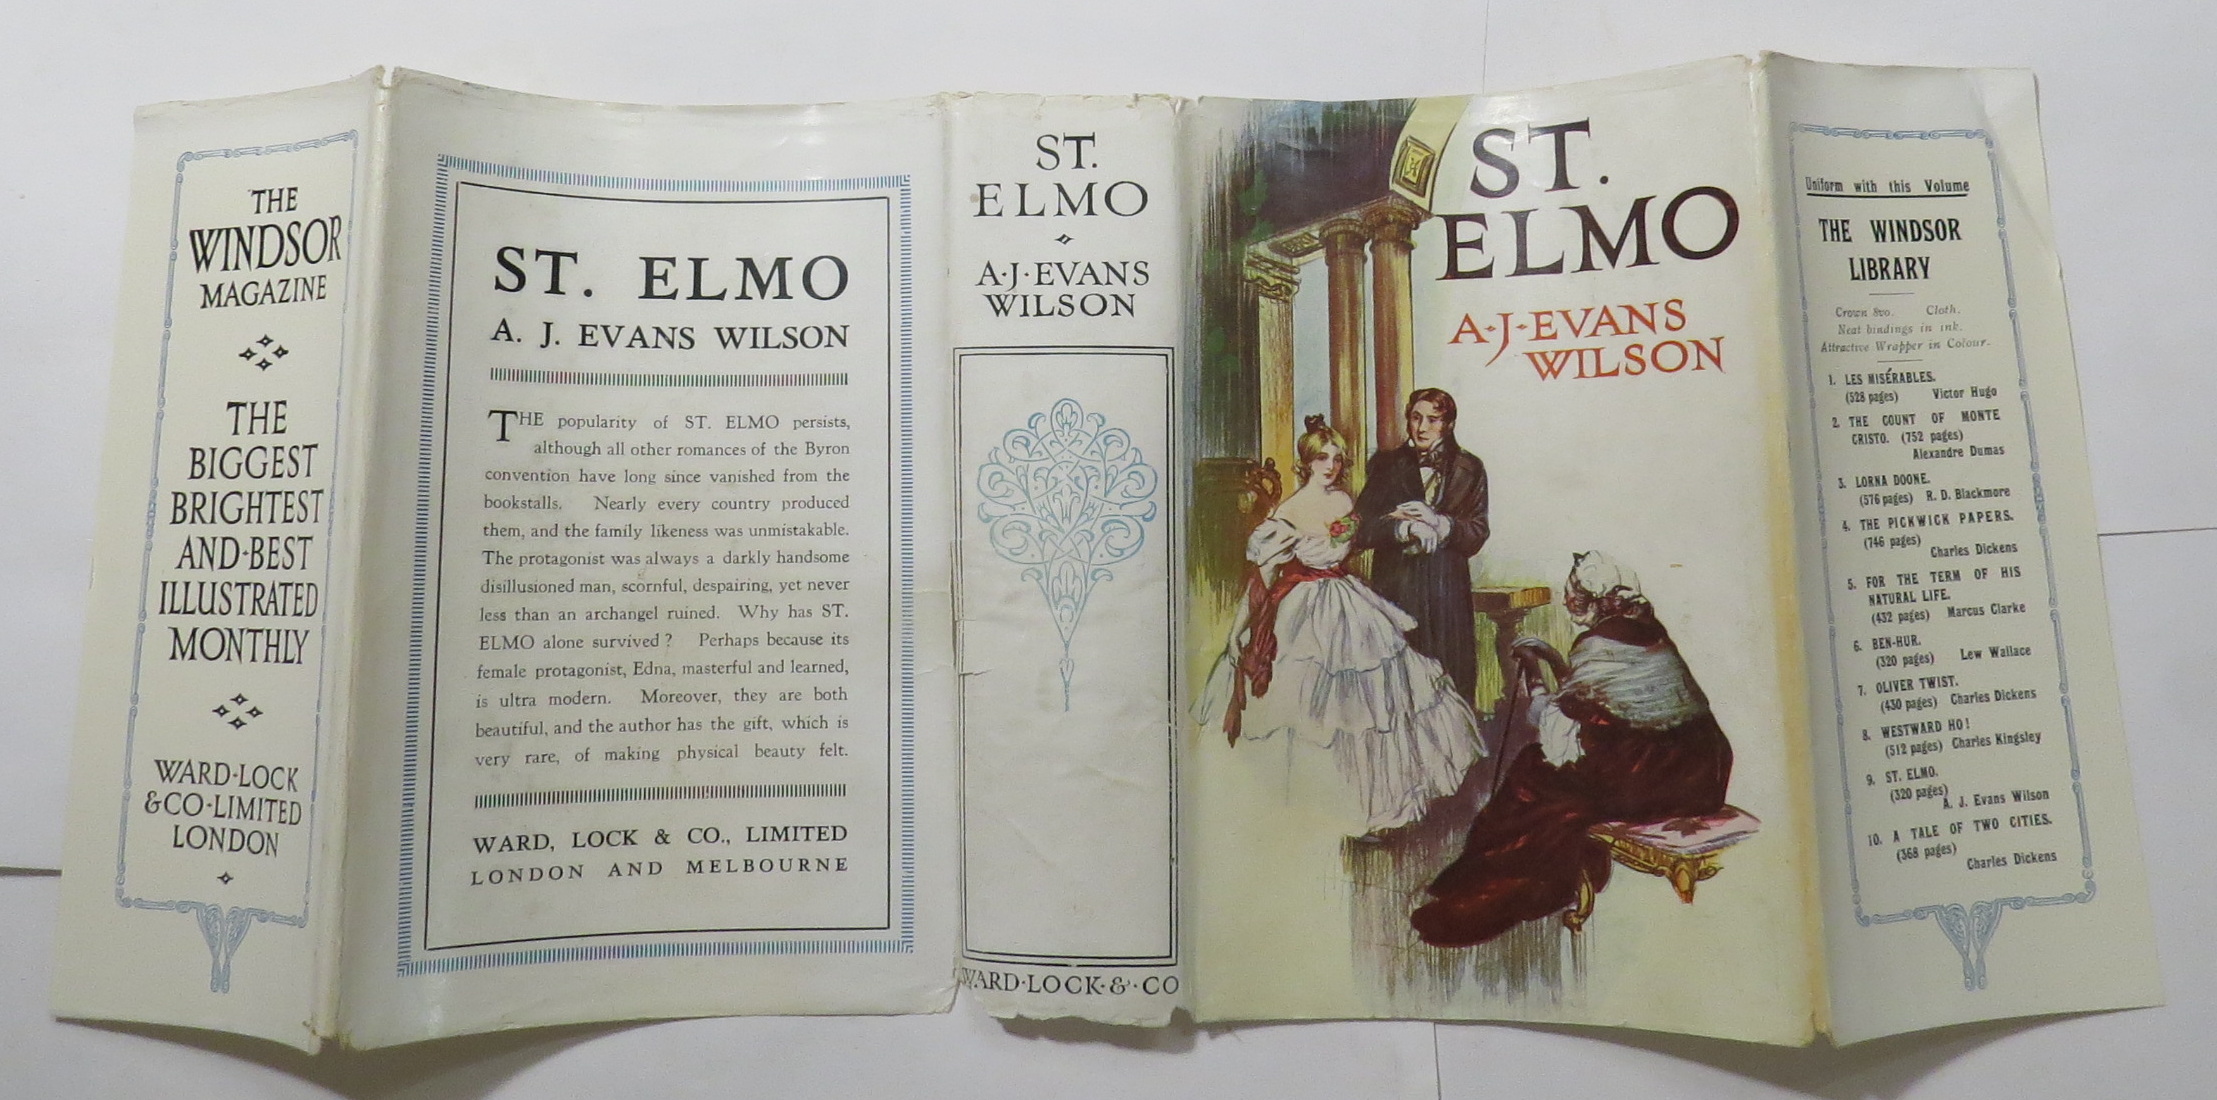 THE
WINDSOR
MAGAZINE
THE
BIGGEST
BRIGHTEST
AND·BEST
ILLUSTRATED
MONTHLY
WARD·LOCK
&CO·LIMITED
LONDON
ST. ELMO
A. J. EVANS WILSON
THE popularity of ST. ELMO persists,
although all other romances of the Byron
convention have long since vanished from the
bookstalls. Nearly every country produced
them, and the family likeness was unmistakable.
The protagonist was always a darkly handsome
disillusioned man, scornful, despairing, yet never
less than an archangel ruined. Why has ST.
ELMO alone survived? Perhaps because its
female protagonist, Edna, masterful and learned,
is ultra modern. Moreover, they are both
beautiful, and the author has the gift, which is
very rare, of making physical beauty felt.
WARD, LOCK & CO., LIMITED
LONDON AND MELBOURNE
ST.
ELMO
A·J·EVANS
WILSON
WARD·LOCK·&·CO
ST.
ELMO
A·J·EVANS
WILSON
Uniform with this Volume
THE WINDSOR
LIBRARY
Crown 8vo. Cloth.
Neat bindings in ink.
Attractive Wrapper in Colour.
1. LES MISÉRABLES.
(528 pages) Victor Hugo
2. THE COUNT OF MONTE
CRISTO. (752 pages)
Alexandre Dumas
3. LORNA DOONE.
(576 pages) R. D. Blackmore
4. THE PICKWICK PAPERS.
(746 pages)
Charles Dickens
5. FOR THE TERM OF HIS
NATURAL LIFE.
(432 pages) Marcus Clarke
6. BEN-HUR.
(320 pages) Lew Wallace
7. OLIVER TWIST.
(430 pages) Charles Dickens
8. WESTWARD HO!
(512 pages) Charles Kingsley
9. ST. ELMO.
(320 pages)
A. J. Evans Wilson
10. A TALE OF TWO CITIES.
(368 pages)
Charles Dickens